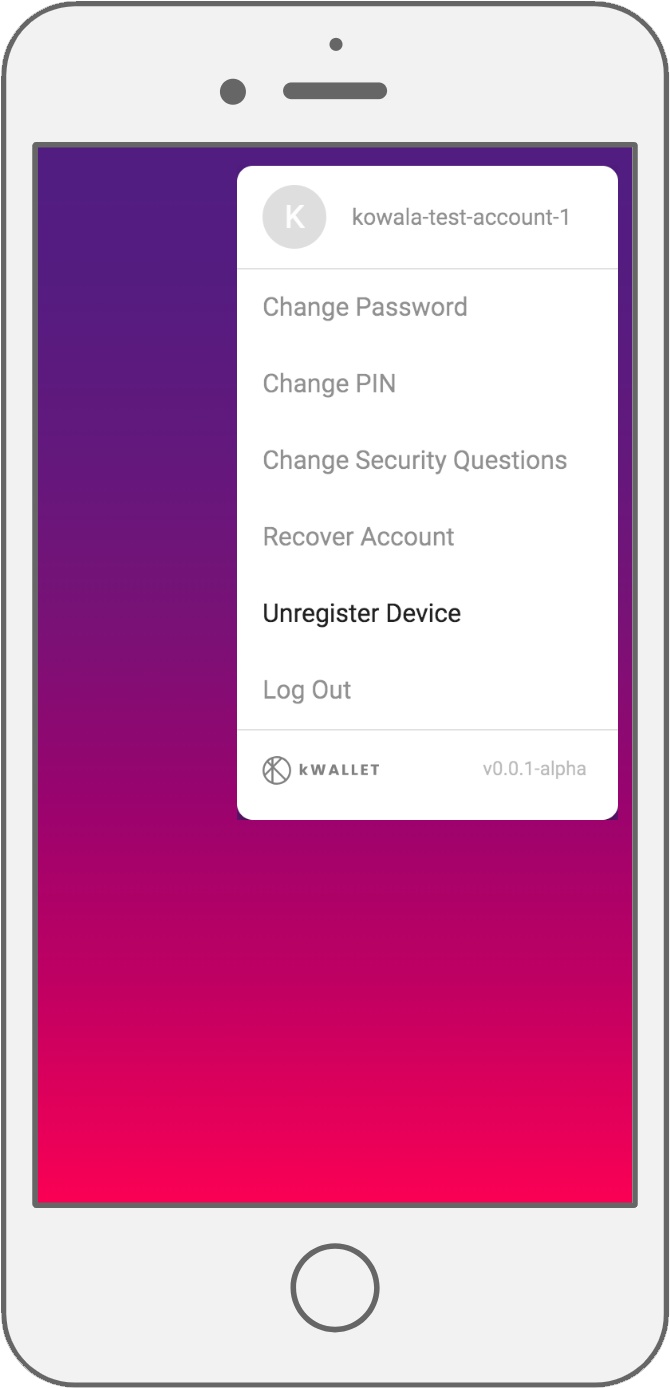 K
kowala-test-account-1
Change Password
Change PIN
Change Security Questions
Recover Account
Unregister Device
Log Out
kWALLET
v0.0.1-alpha